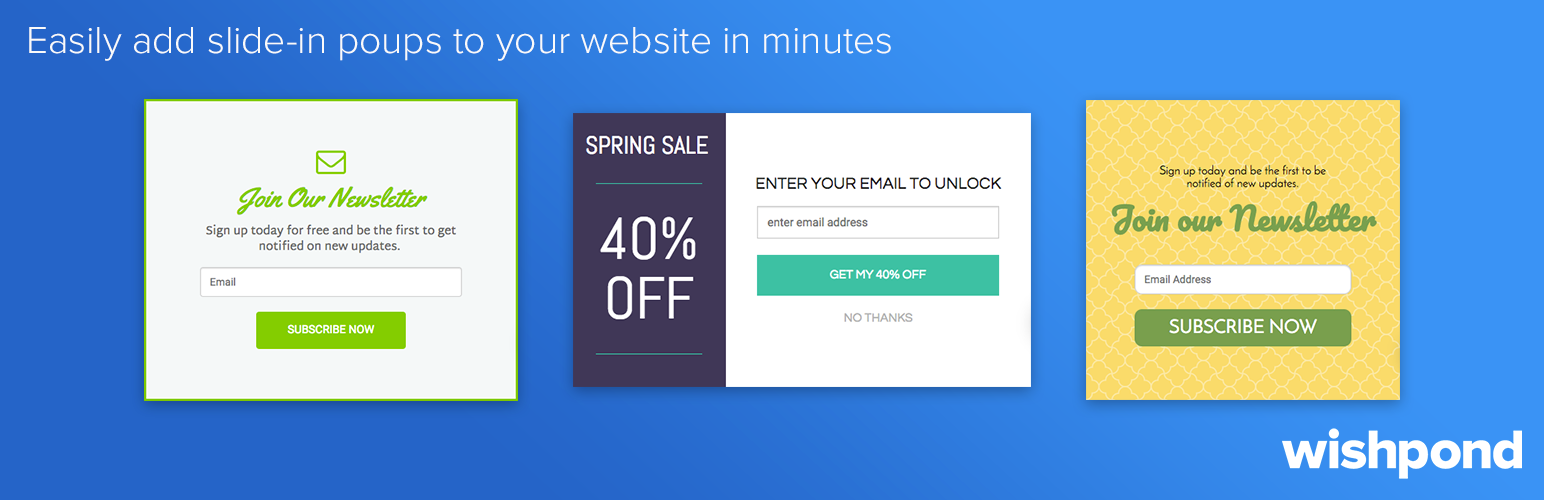 Easily add slide-in poups to your website in minutes
Join Our Newsletter
Sign up today for free and be the first to get
notified on new updates.
Email
SUBSCRIBE NOW
SPRING SALE
40%
OFF
ENTER YOUR EMAIL TO UNLOCK
enter email address
GET MY 40% OFF
NO THANKS
Sign up today and be the first to be
notified of new updates.
Join our Newsletter
Email Address
SUBSCRIBE NOW
wishpond